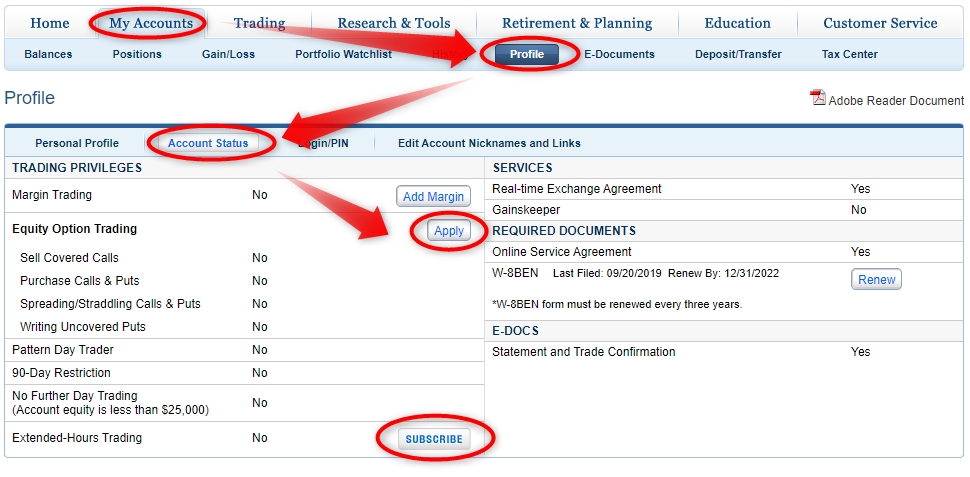 Home My Accounts Trading Research & Tools Retirement & Planning Education Customer Service
Balances Positions Gain/Loss Portfolio Watchlist Profile E-Documents Deposit/Transfer Tax Center
Profile
Adobe Reader Document
Personal Profile Account Status Login/PIN Edit Account Nicknames and Links
TRADING PRIVILEGES
Margin Trading No Add Margin
Equity Option Trading Apply
Sell Covered Calls No
Purchase Calls & Puts No
Spreading/Straddling Calls & Puts No
Writing Uncovered Puts No
Pattern Day Trader No
90-Day Restriction No
No Further Day Trading
(Account equity is less than $25,000) No
Extended-Hours Trading No SUBSCRIBE
SERVICES
Real-time Exchange Agreement Yes
Gainskeeper No
REQUIRED DOCUMENTS
Online Service Agreement Yes
W-8BEN Last Filed: 09/20/2019 Renew By: 12/31/2022 Renew
*W-8BEN form must be renewed every three years.
E-DOCS
Statement and Trade Confirmation Yes